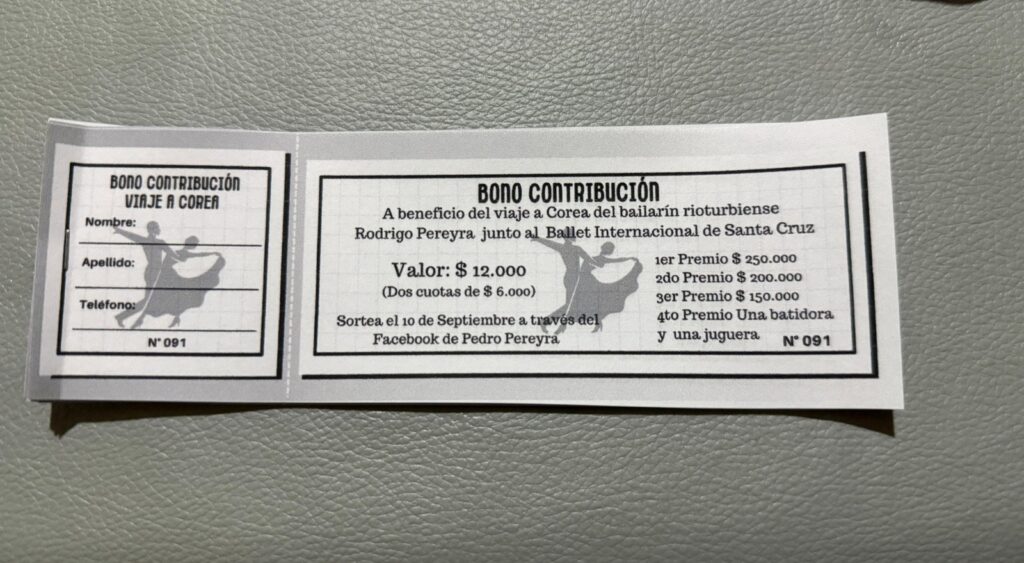 BONO CONTRIBUCIÓN
VIAJE A COREA
Nombre:
Apellido:
Teléfono:
N° 091
BONO CONTRIBUCIÓN
A beneficio del viaje a Corea del bailarín rioturbiense
Rodrigo Pereyra junto al Ballet Internacional de Santa Cruz
Valor: $ 12.000
(Dos cuotas de $ 6.000)
Sortea el 10 de Septiembre a través del
Facebook de Pedro Pereyra
1er Premio $ 250.000
2do Premio $ 200.000
3er Premio $ 150.000
4to Premio Una batidora
y una juguera
N° 091